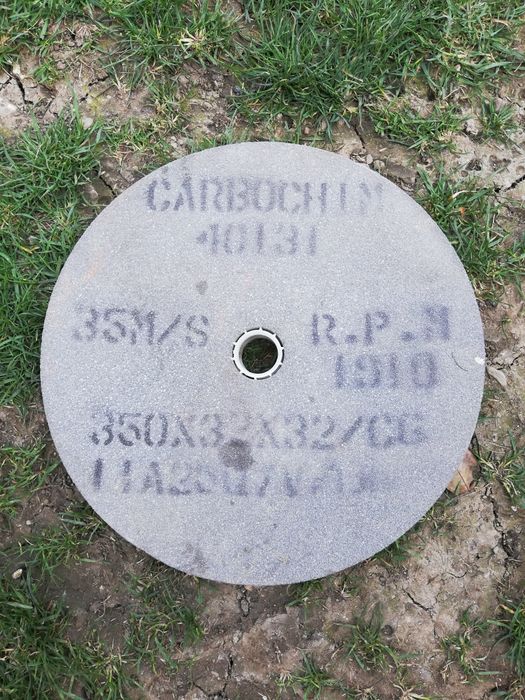 CARBOCHIM
40131
35M/S R.P.M
1910
350X32X32/CG